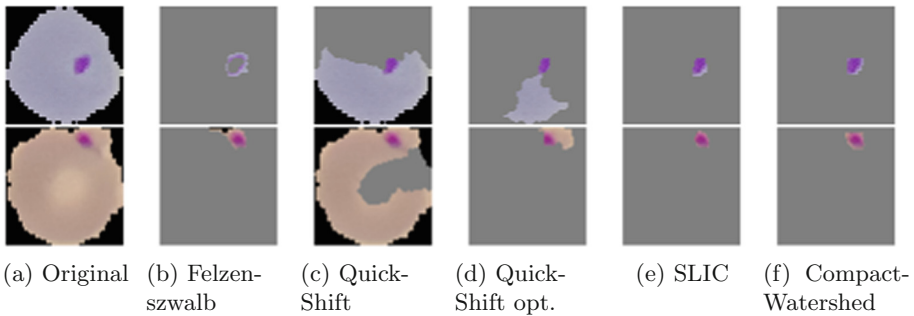 (a) Original
(b) Felzen-
szwalb
(c) Quick-
Shift
(d) Quick-
Shift opt.
(e) SLIC
(f) Compact-
Watershed